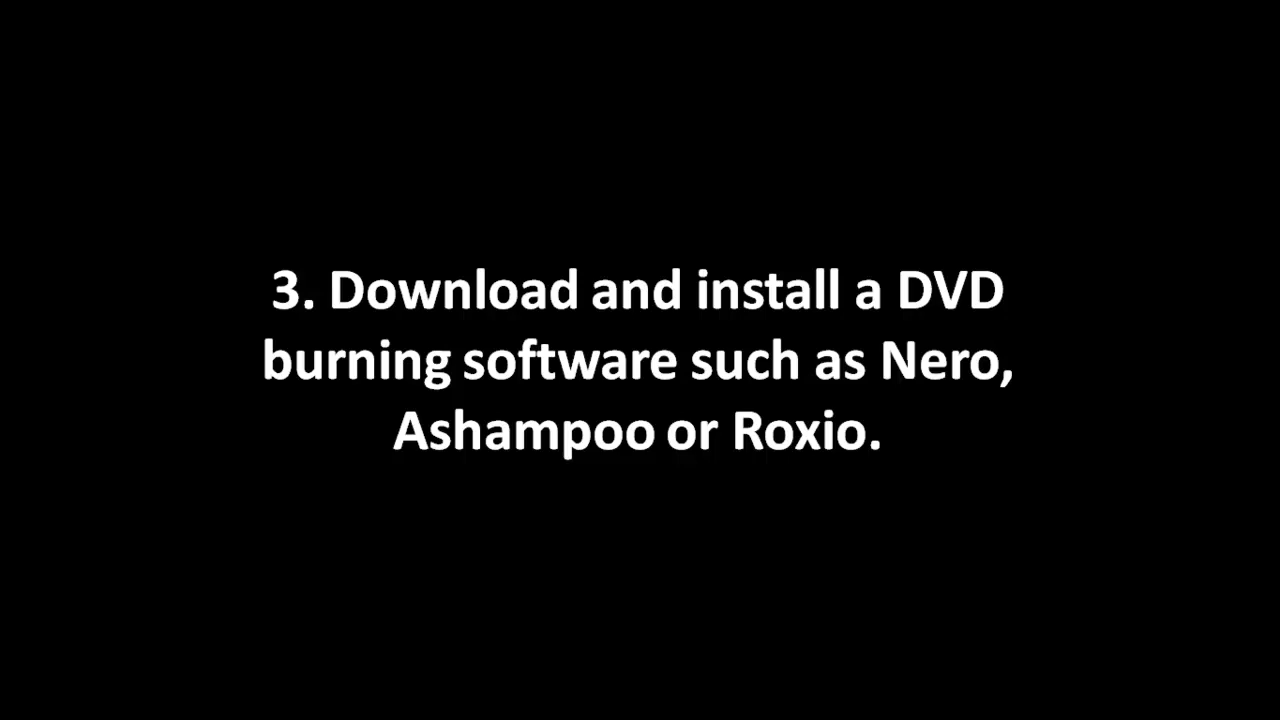 3. Download and install a DVD
burning software such as Nero,
Ashampoo or Roxio.